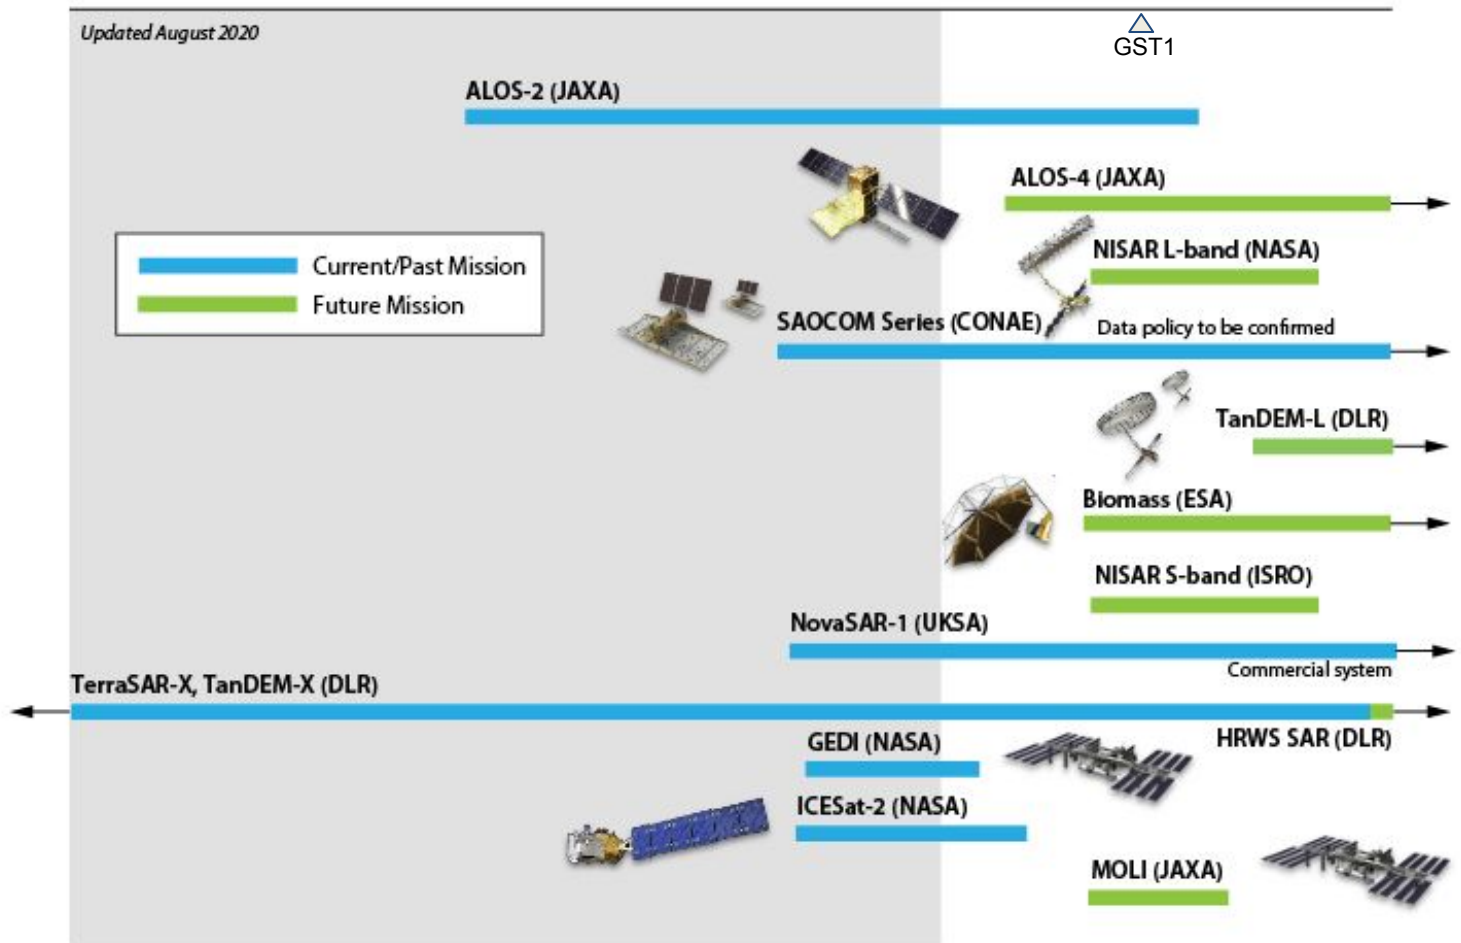 Updated August 2020
GST1
ALOS-2 (JAXA)
ALOS-4 (JAXA)
Current/Past Mission
Future Mission
NISAR L-band (NASA)
SAOCOM Series (CONAE)
Data policy to be confirmed
TanDEM-L (DLR)
Biomass (ESA)
NISAR S-band (ISRO)
NovaSAR-1 (UKSA)
Commercial system
TerraSAR-X, TanDEM-X (DLR)
HRWS SAR (DLR)
GEDI (NASA)
ICESat-2 (NASA)
MOLI (JAXA)